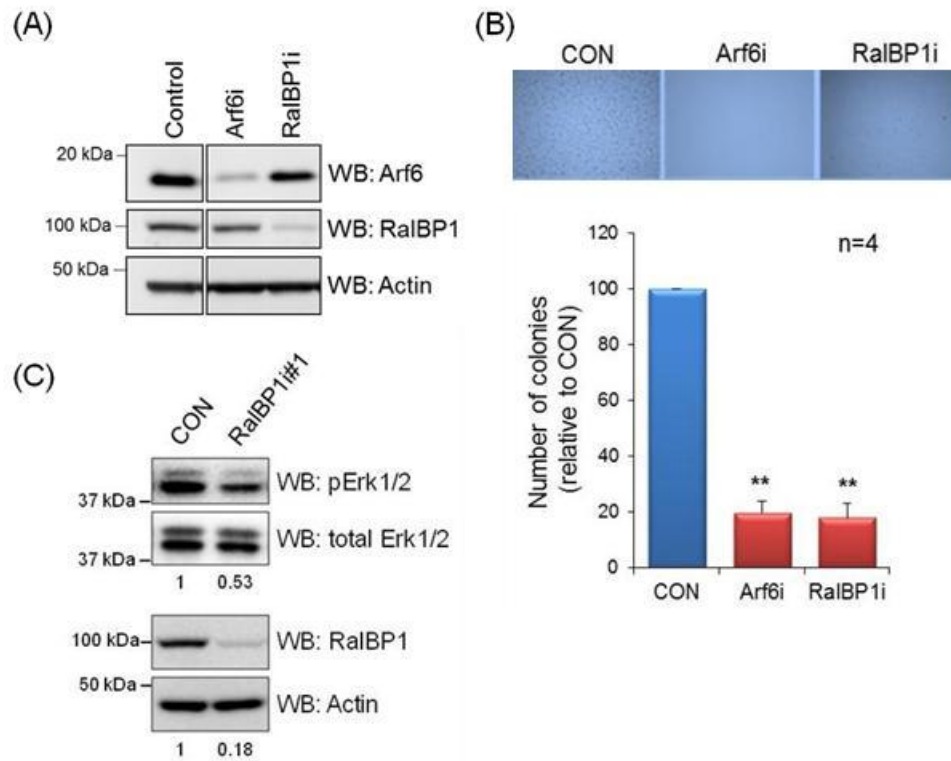 (A)
Control
Arf6i
RalBP1i
20 kDa
WB: Arf6
100 kDa
WB: RalBP1
50 kDa
WB: Actin
(B)
CON Arf6i RalBP1i
n=4
Number of colonies
(relative to CON)
120
100
80
60
40
20
0
** **
CON Arf6i RalBP1i
(C)
CON
RalBP1i#1
WB: pErk1/2
37 kDa
WB: total Erk1/2
37 kDa
1 0.53
100 kDa
WB: RalBP1
50 kDa
WB: Actin
1 0.18